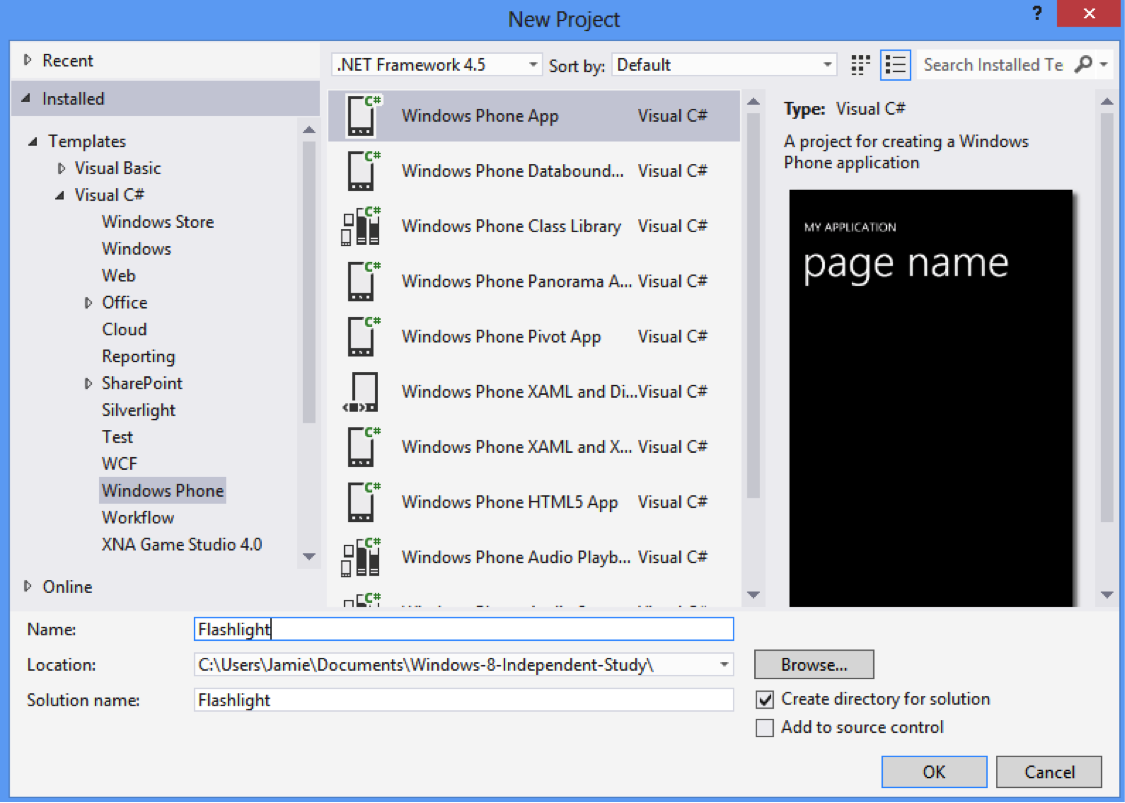 New Project
?
Recent
Installed
Templates
Visual Basic
Visual C#
Windows Store
Windows
Web
Office
Cloud
Reporting
SharePoint
Silverlight
Test
WCF
Windows Phone
Workflow
XNA Game Studio 4.0
Online
.NET Framework 4.5 Sort by: Default
Search Installed Te
C# Windows Phone App Visual C#
C# Windows Phone Databound... Visual C#
C# Windows Phone Class Library Visual C#
C# Windows Phone Panorama A... Visual C#
C# Windows Phone Pivot App Visual C#
Windows Phone XAML and Di... Visual C#
C# Windows Phone XAML and X... Visual C#
C# Windows Phone HTML5 App Visual C#
C# Windows Phone Audio Playb... Visual C#
C#
Type: Visual C#
A project for creating a Windows
Phone application
MY APPLICATION
page name
Name: Flashlight
Location: C:\Users\Jamie\Documents\Windows-8-Independent-Study\ Browse...
Solution name: Flashlight
Create directory for solution
Add to source control
OK Cancel